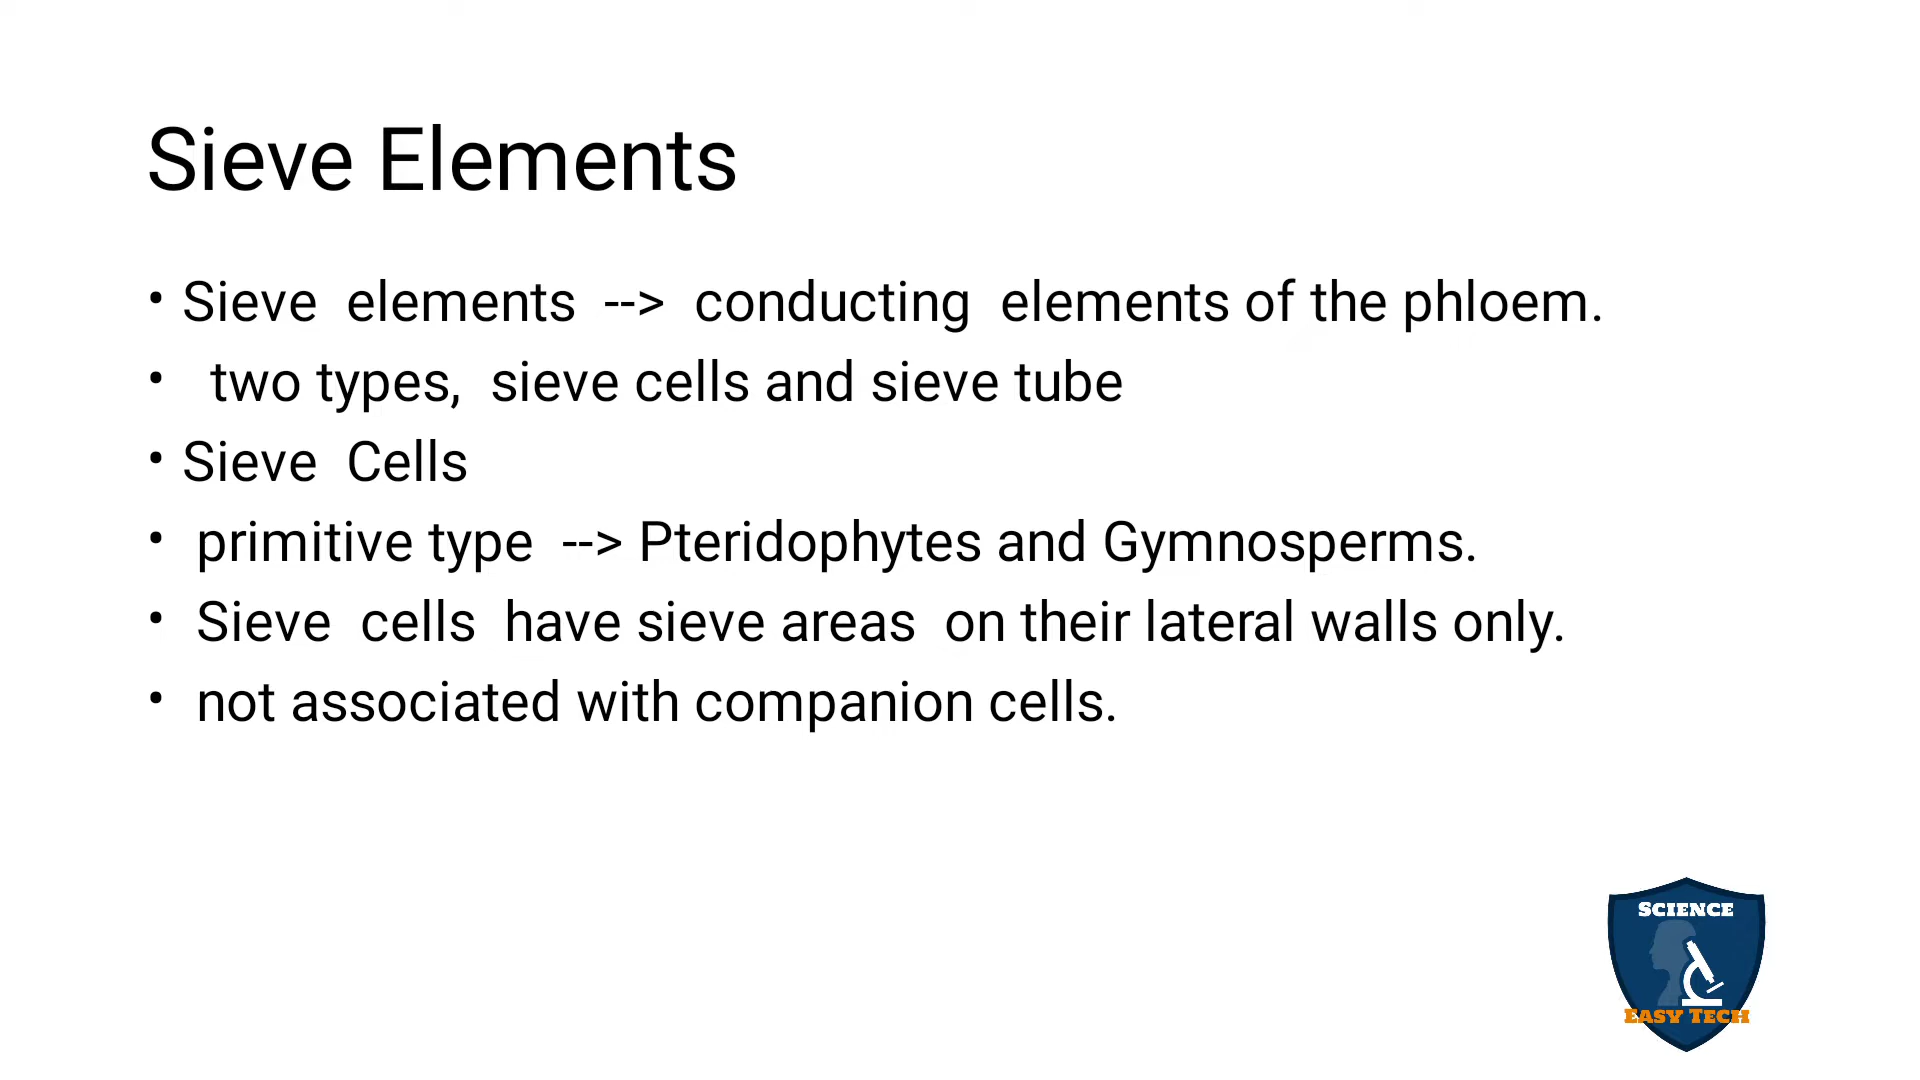 Sieve Elements
• Sieve elements --> conducting elements of the phloem.
• two types, sieve cells and sieve tube
• Sieve Cells
• primitive type --> Pteridophytes and Gymnosperms.
• Sieve cells have sieve areas on their lateral walls only.
• not associated with companion cells.
SCIENCE
EASY TECH